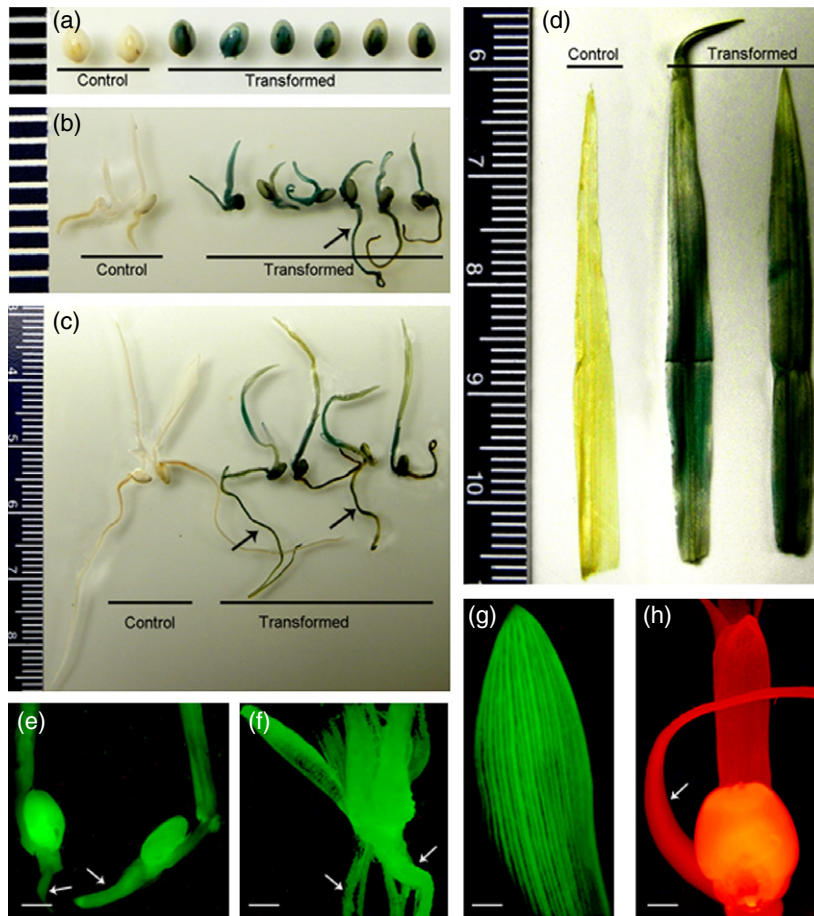 (a)
Control
Transformed
(b)
Control
Transformed
(c)
4
5
6
7
8
Control
Transformed
(d)
Control
Transformed
6
7
8
9
10
(e)
(f)
(g)
(h)